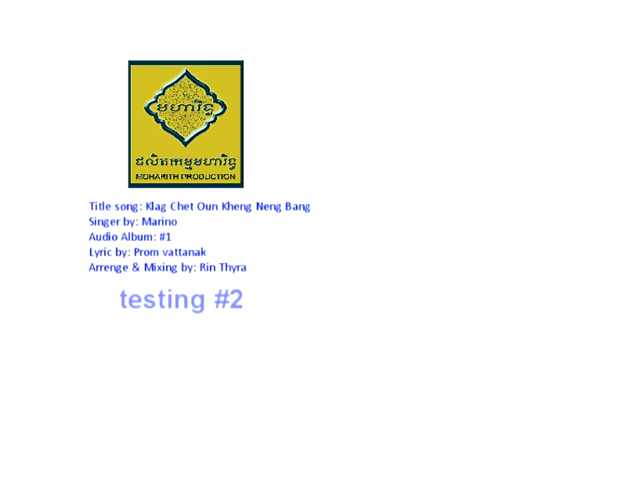 មហារិទ្ធ
ផលិតកម្មមហារិទ្ធ
MOHARITH PRODUCTION
Title song: Klag Chet Oun Kheng Neng Bang
Singer by: Marino
Audio Album: #1
Lyric by: Prom vattanak
Arrenge & Mixing by: Rin Thyra
testing #2